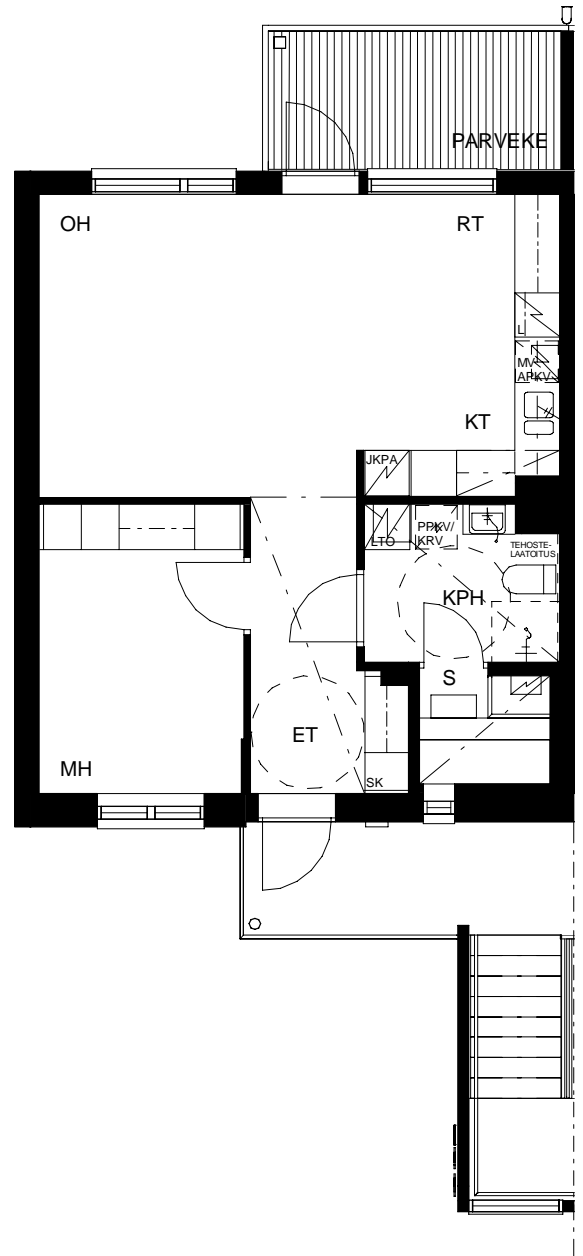 PARVEKE
OH
RT
L
MV/
APKV
KT
JKPA
LTO
PPKV/
KRV
TEHOSTE-
LAATOITUS
KPH
S
ET
MH
SK